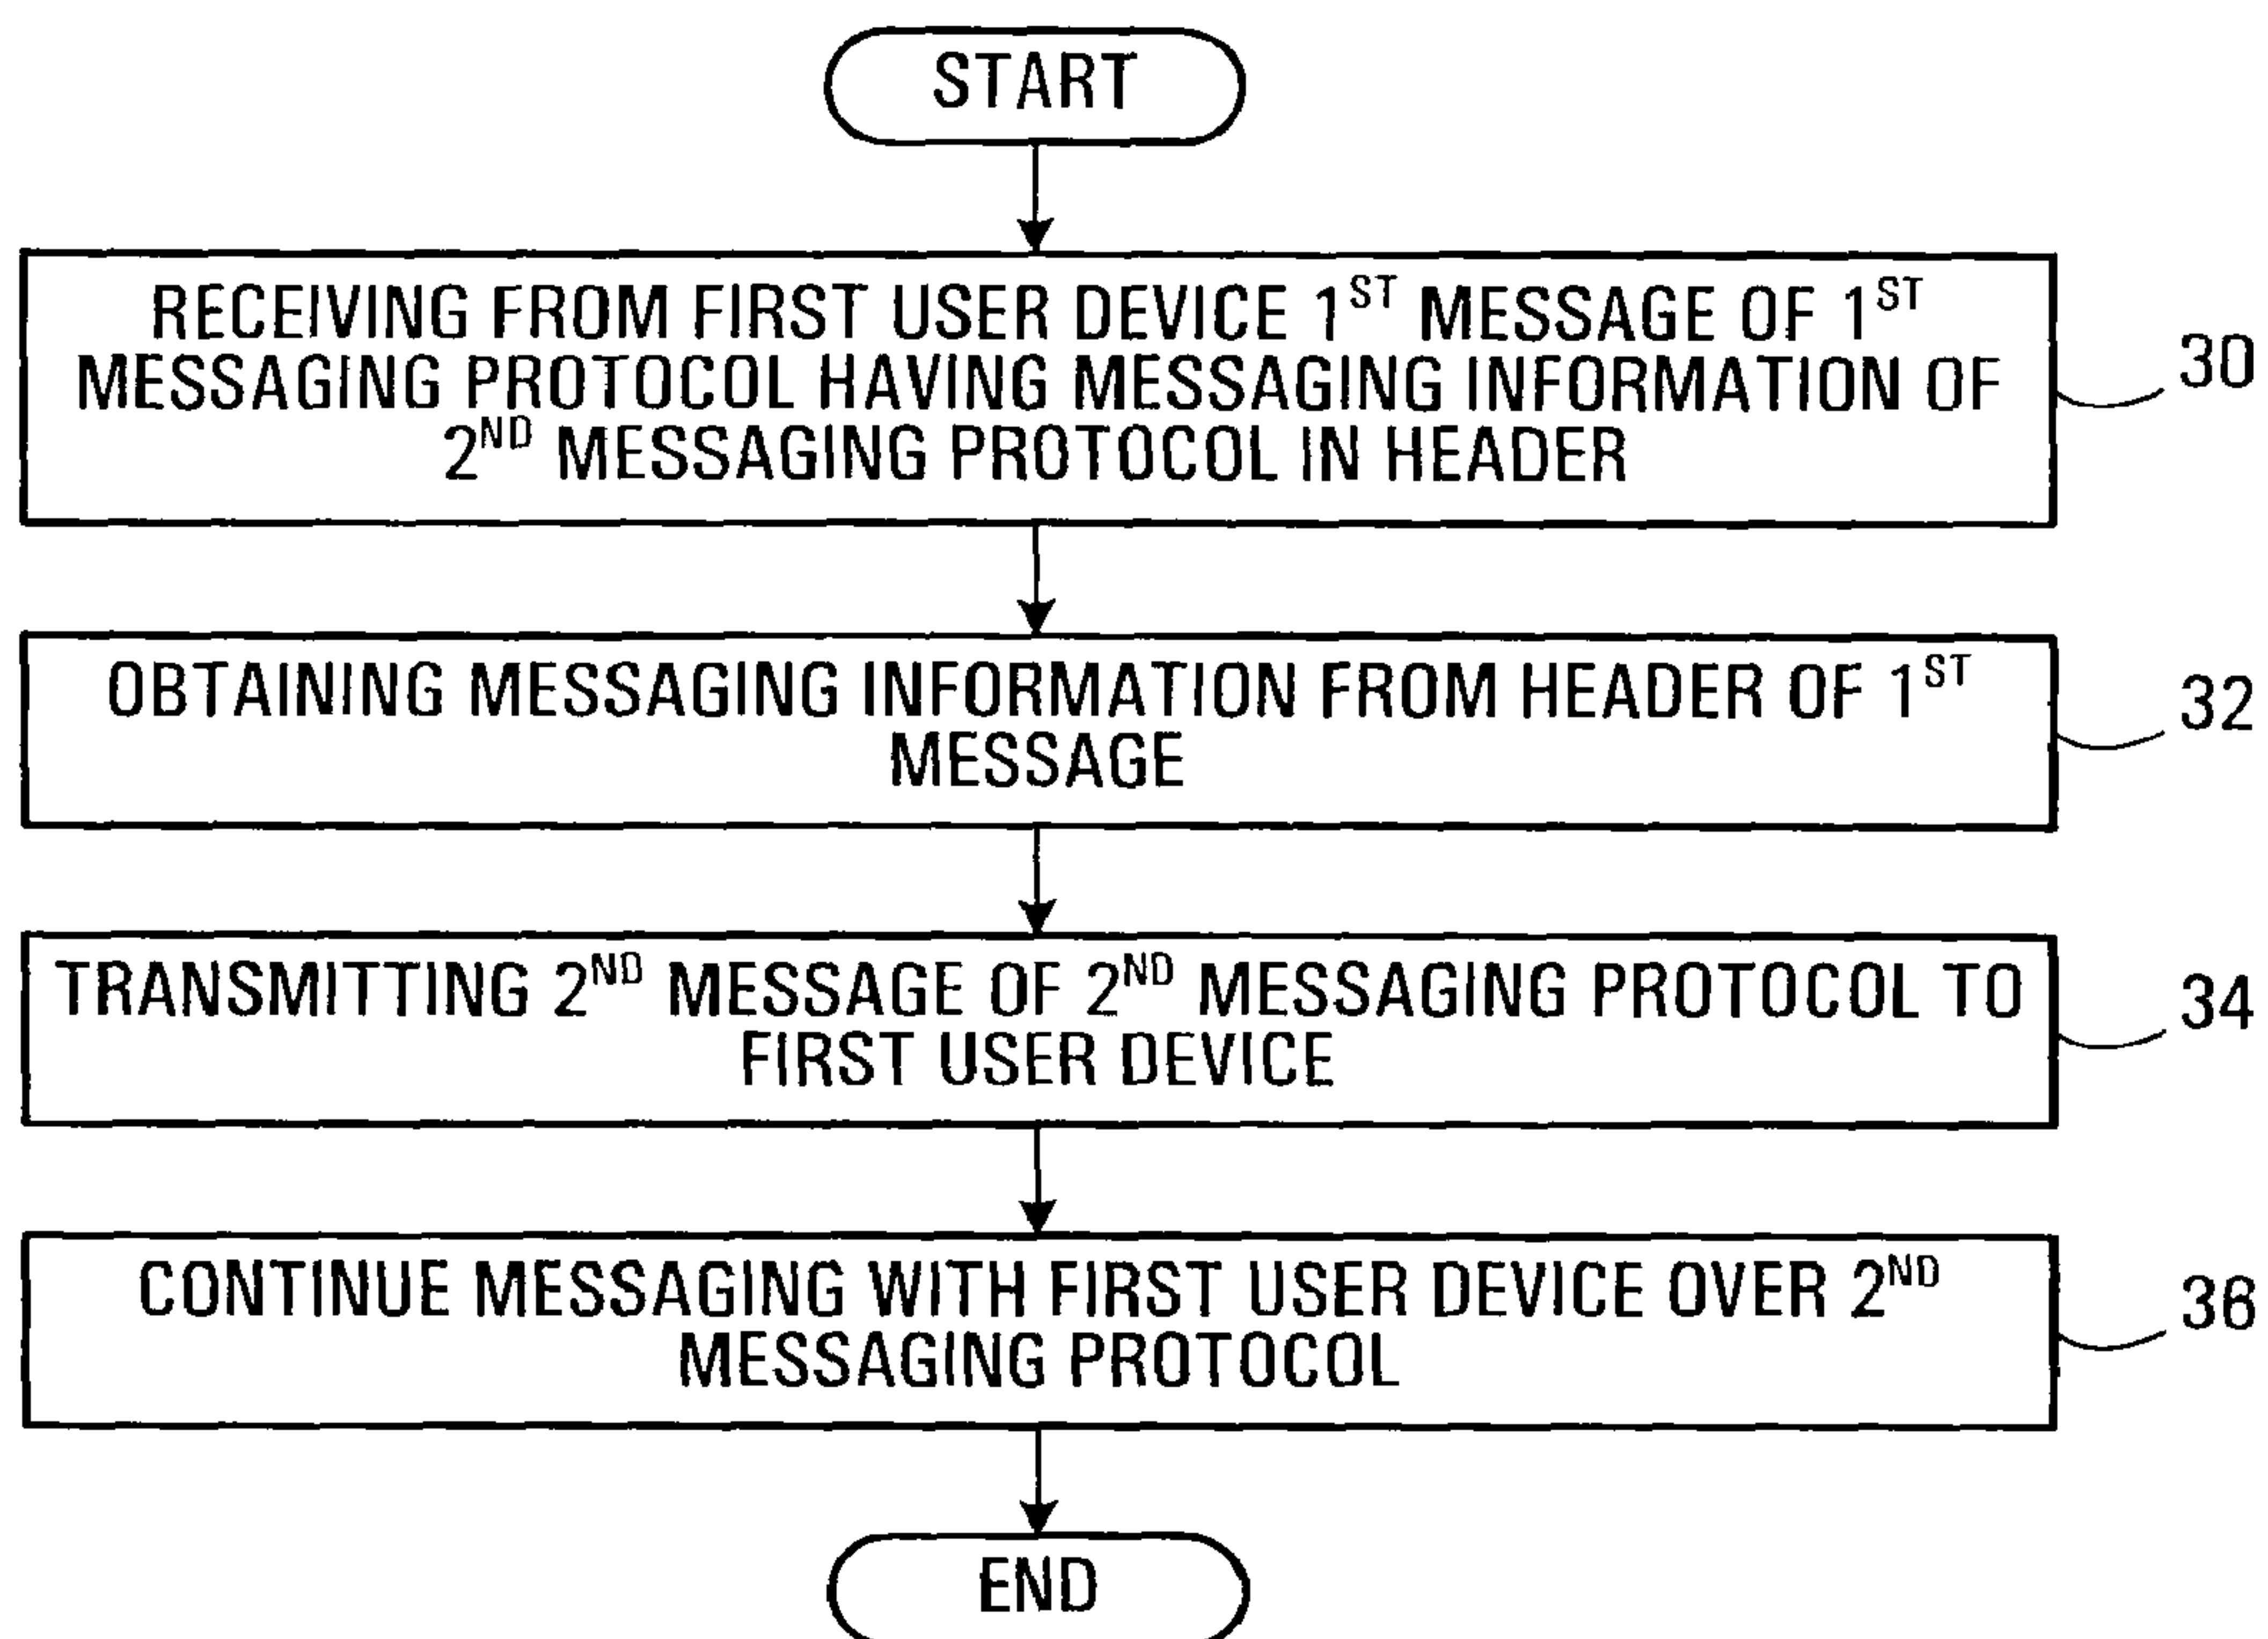 START
RECEIVING FROM FIRST USER DEVICE 1ST MESSAGE OF 1ST
MESSAGING PROTOCOL HAVING MESSAGING INFORMATION OF
2ND MESSAGING PROTOCOL IN HEADER
30
OBTAINING MESSAGING INFORMATION FROM HEADER OF 1ST
MESSAGE
32
TRANSMITTING 2ND MESSAGE OF 2ND MESSAGING PROTOCOL TO
FIRST USER DEVICE
34
CONTINUE MESSAGING WITH FIRST USER DEVICE OVER 2ND
MESSAGING PROTOCOL
36
END